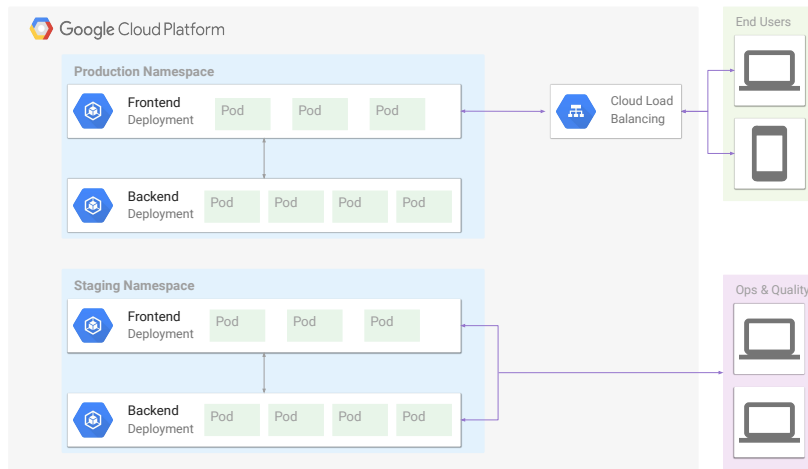 Google Cloud Platform
End Users
Production Namespace
Frontend
Deployment
Pod
Pod
Pod
Cloud Load
Balancing
Backend
Deployment
Pod
Pod
Pod
Pod
Staging Namespace
Ops & Quality
Frontend
Deployment
Pod
Pod
Pod
Backend
Deployment
Pod
Pod
Pod
Pod